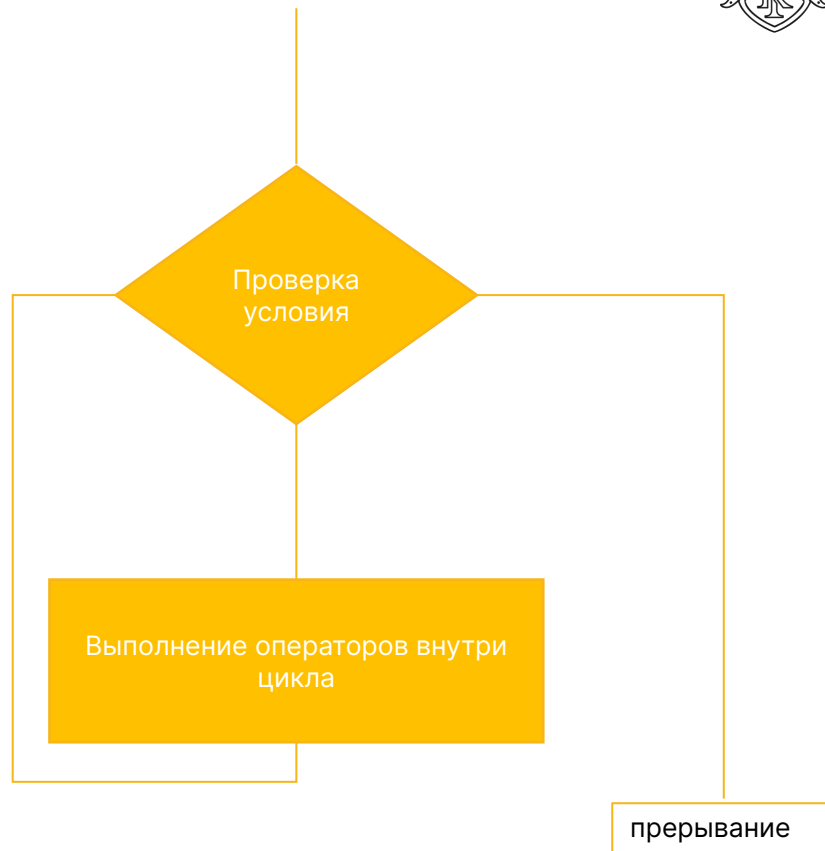 Проверка
условия
Выполнение операторов внутри
цикла
прерывание